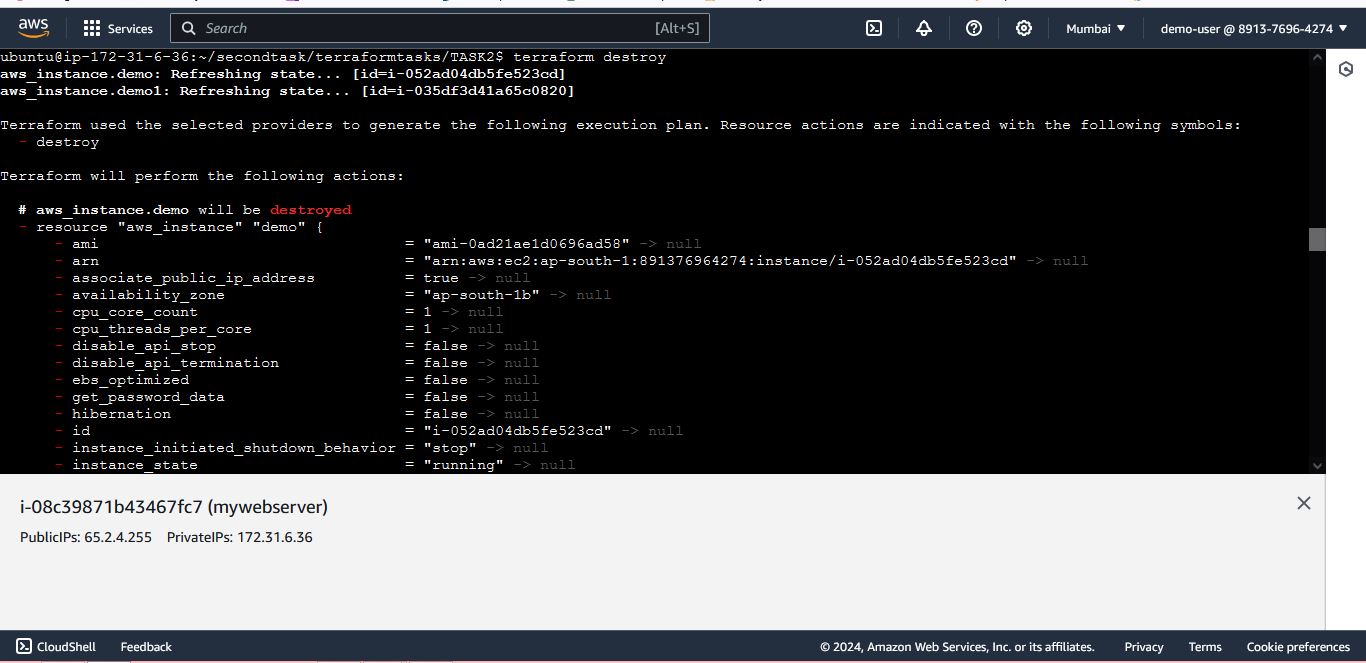 aws Services Search [Alt+S] Mumbai ▼ demo-user @ 8913-7696-4274 ▼
ubuntu@ip-172-31-6-36:~/secondtask/terraformtasks/TASK2$ terraform destroy
aws_instance.demo: Refreshing state... [id=i-052ad04db5fe523cd]
aws_instance.demo1: Refreshing state... [id=i-035df3d41a65c0820]
Terraform used the selected providers to generate the following execution plan. Resource actions are indicated with the following symbols:
- destroy
Terraform will perform the following actions:
# aws_instance.demo will be destroyed
- resource "aws_instance" "demo" {
- ami = "ami-0ad21ae1d0696ad58" -> null
- arn = "arn:aws:ec2:ap-south-1:891376964274:instance/i-052ad04db5fe523cd" -> null
- associate_public_ip_address = true -> null
- availability_zone = "ap-south-1b" -> null
- cpu_core_count = 1 -> null
- cpu_threads_per_core = 1 -> null
- disable_api_stop = false -> null
- disable_api_termination = false -> null
- ebs_optimized = false -> null
- get_password_data = false -> null
- hibernation = false -> null
- id = "i-052ad04db5fe523cd" -> null
- instance_initiated_shutdown_behavior = "stop" -> null
- instance_state = "running" -> null
i-08c39871b43467fc7 (mywebserver)
PublicIPs: 65.2.4.255 PrivateIPs: 172.31.6.36
CloudShell Feedback © 2024, Amazon Web Services, Inc. or its affiliates. Privacy Terms Cookie preferences